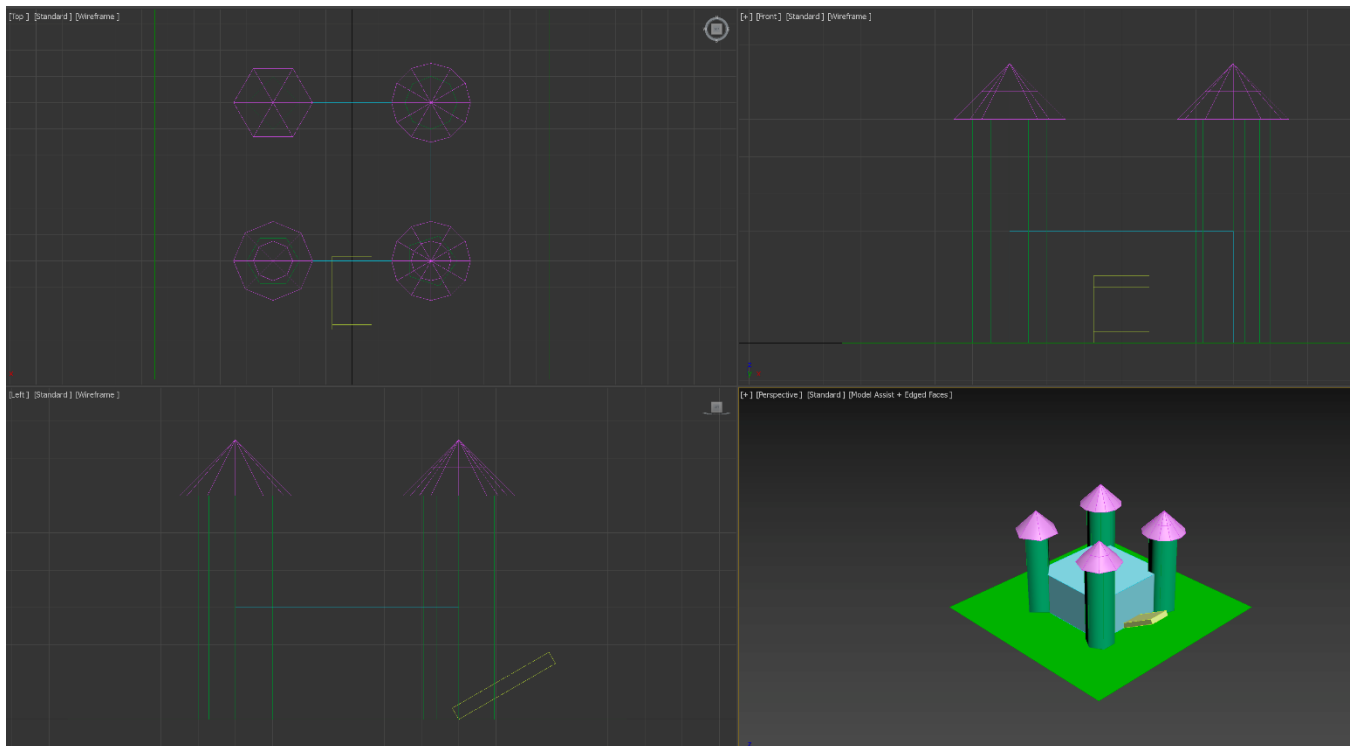 [Top ] [Standard ] [Wireframe ]
[+] [Front ] [Standard ] [Wireframe ]
[Left ] [Standard ] [Wireframe ]
[+] [Perspective ] [Standard ] [Model Assist + Edged Faces ]